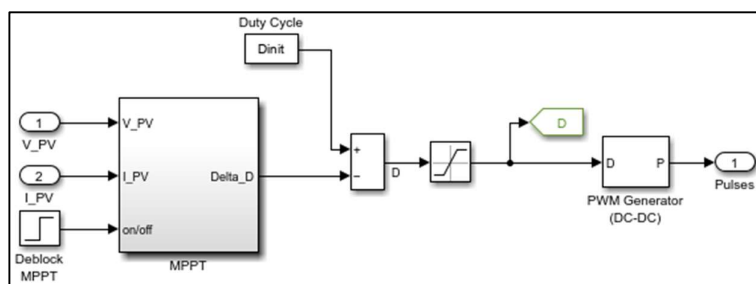 Duty Cycle
Dinit
1
V_PV
2
I_PV
Deblock
MPPT
V_PV
I_PV
on/off
Delta_D
MPPT
+
−
D
D
D
P
PWM Generator
(DC-DC)
1
Pulses